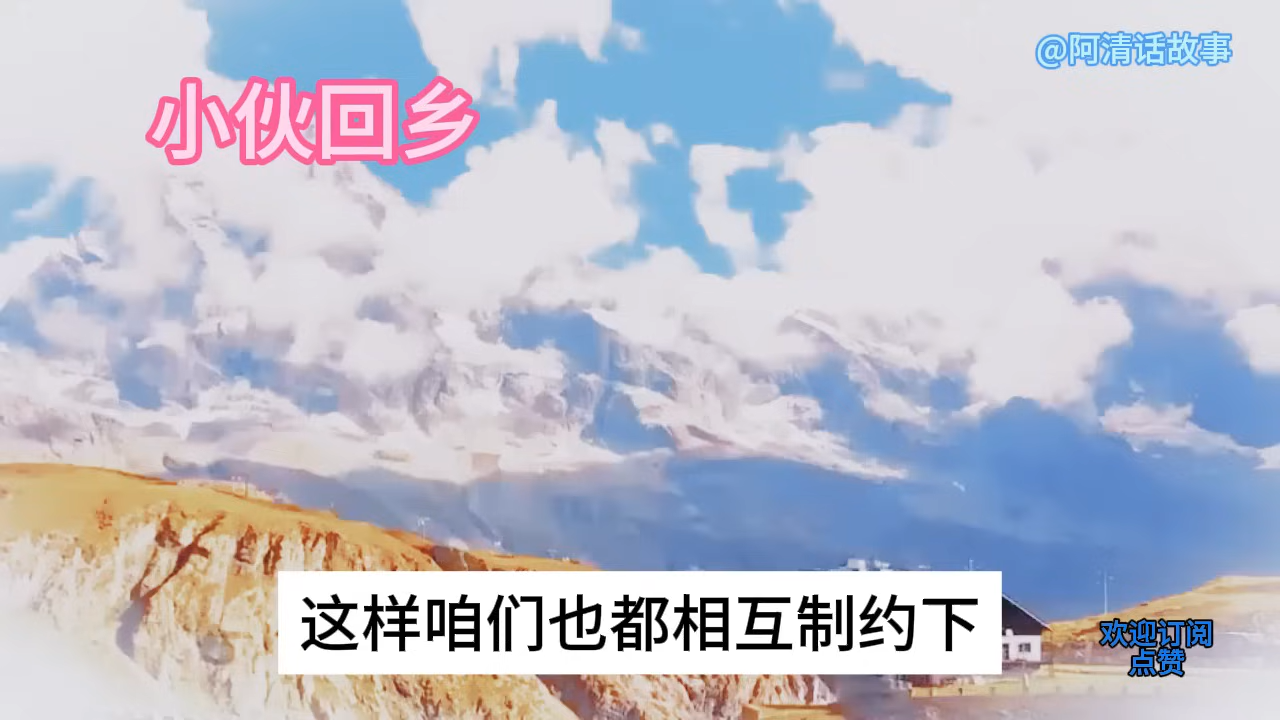 @阿清话故事
小伙回乡
这样咱们也都相互制约下
欢迎订阅
点赞